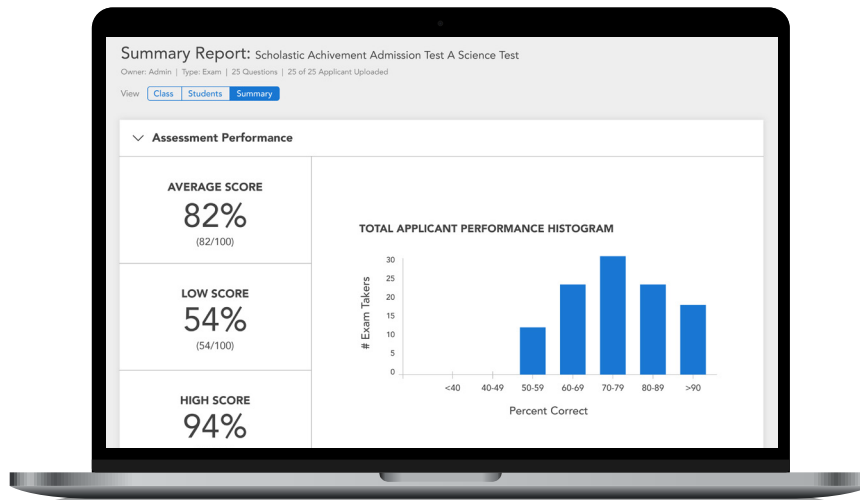 Summary Report: Scholastic Achivement Admission Test A Science Test
Owner: Admin | Type: Exam | 25 Questions | 25 of 25 Applicant Uploaded
View Class Students Summary
Assessment Performance
AVERAGE SCORE
82%
(82/100)
LOW SCORE
54%
(54/100)
HIGH SCORE
94%
TOTAL APPLICANT PERFORMANCE HISTOGRAM
# Exam Takers
30
25
20
15
10
5
0
<40 40-49 50-59 60-69 70-79 80-89 >90
Percent Correct